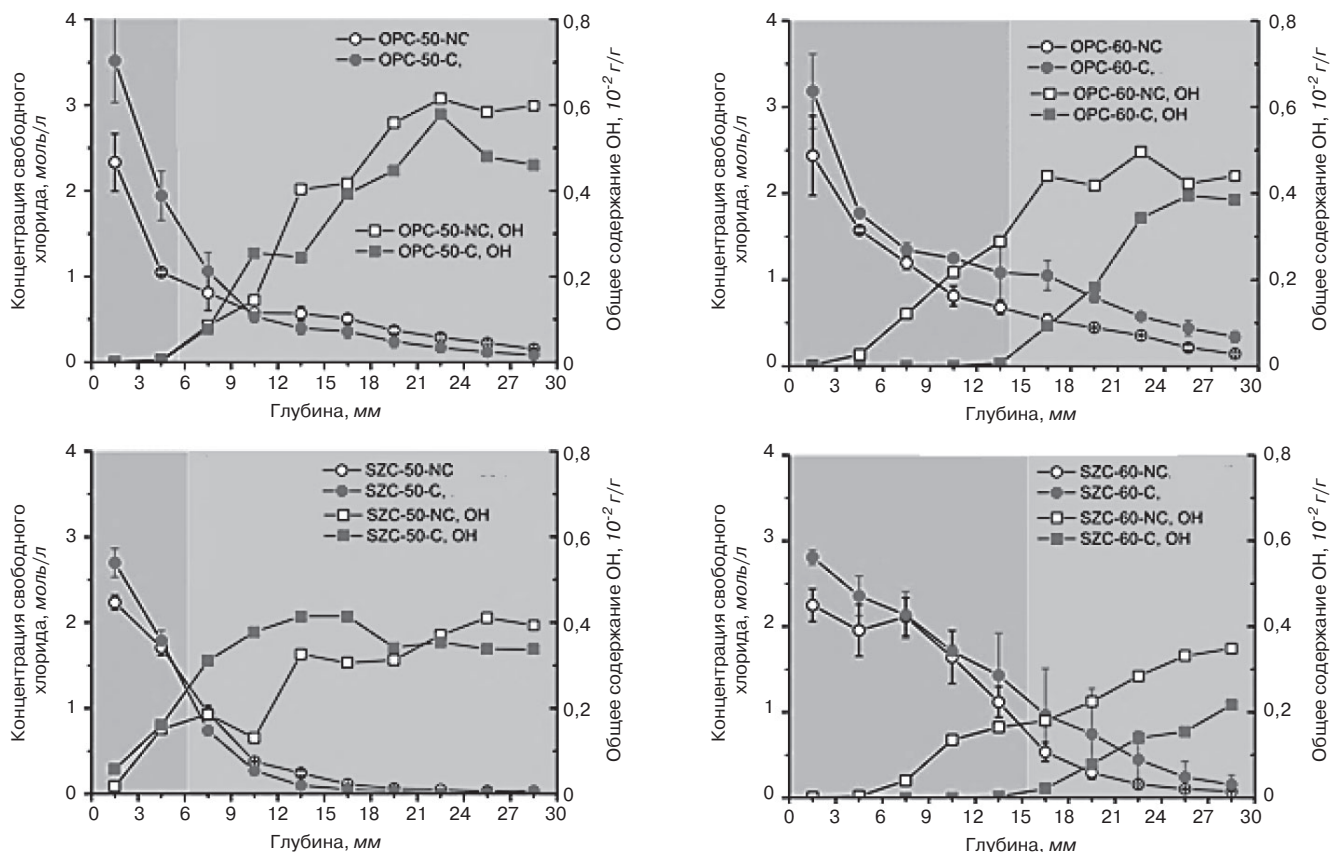 Концентрация свободного
хлорида, моль/л
4
3
2
1
0
OPC-50-NC
OPC-50-C,
OPC-50-NC, OH
OPC-50-C, OH
0,8
0,6
0,4
0,2
0
Общее содержание ОН, 10-2 г/г
0 3 6 9 12 15 18 21 24 27 30
Глубина, мм
Концентрация свободного
хлорида, моль/л
4
3
2
1
0
OPC-60-NC
OPC-60-C,
OPC-60-NC, OH
OPC-60-C, OH
0,8
0,6
0,4
0,2
0
Общее содержание ОН, 10-2 г/г
0 3 6 9 12 15 18 21 24 27 30
Глубина, мм
Концентрация свободного
хлорида, моль/л
4
3
2
1
0
SZC-50-NC
SZC-50-C,
SZC-50-NC, OH
SZC-50-C, OH
0,8
0,6
0,4
0,2
0
Общее содержание ОН, 10-2 г/г
0 3 6 9 12 15 18 21 24 27 30
Глубина, мм
Концентрация свободного
хлорида, моль/л
4
3
2
1
0
SZC-60-NC
SZC-60-C,
SZC-60-NC, OH
SZC-60-C, OH
0,8
0,6
0,4
0,2
0
Общее содержание ОН, 10-2 г/г
0 3 6 9 12 15 18 21 24 27 30
Глубина, мм